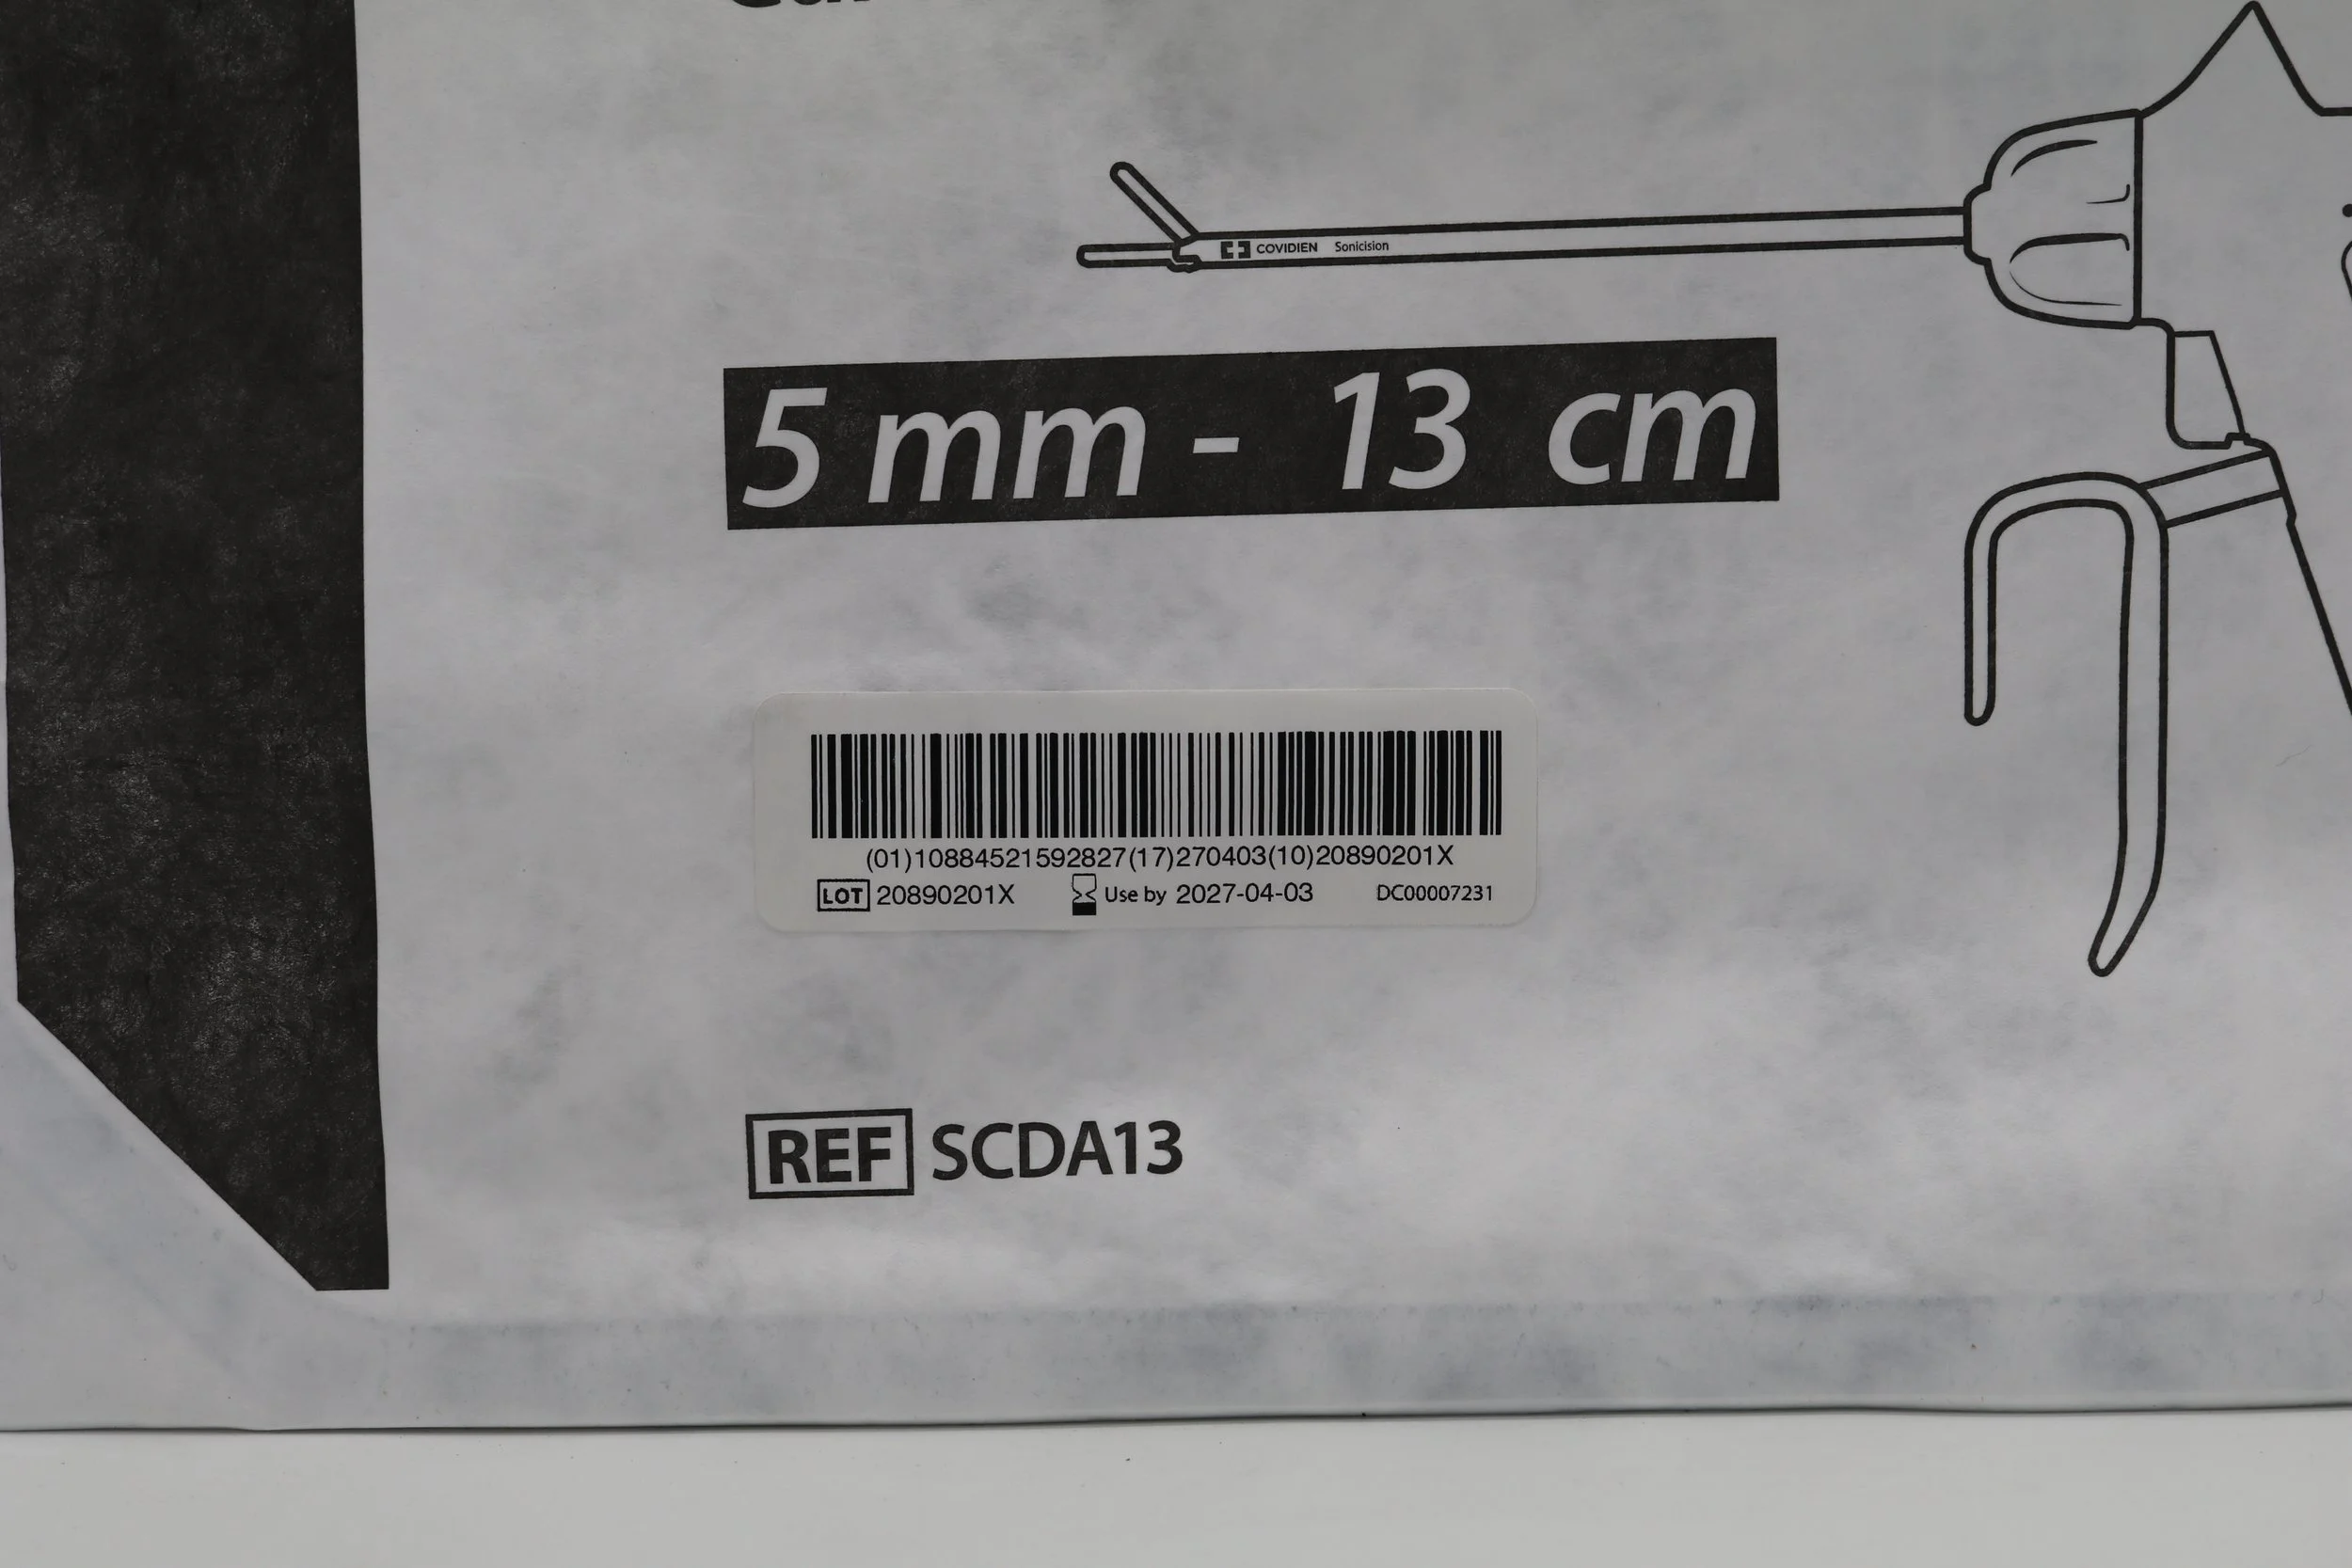 COVIDIEN Sonicision
5 mm - 13 cm
(01)10884521592827(17)270403(10)20890201X
LOT 20890201X Use by 2027-04-03 DC00007231
REF SCDA13